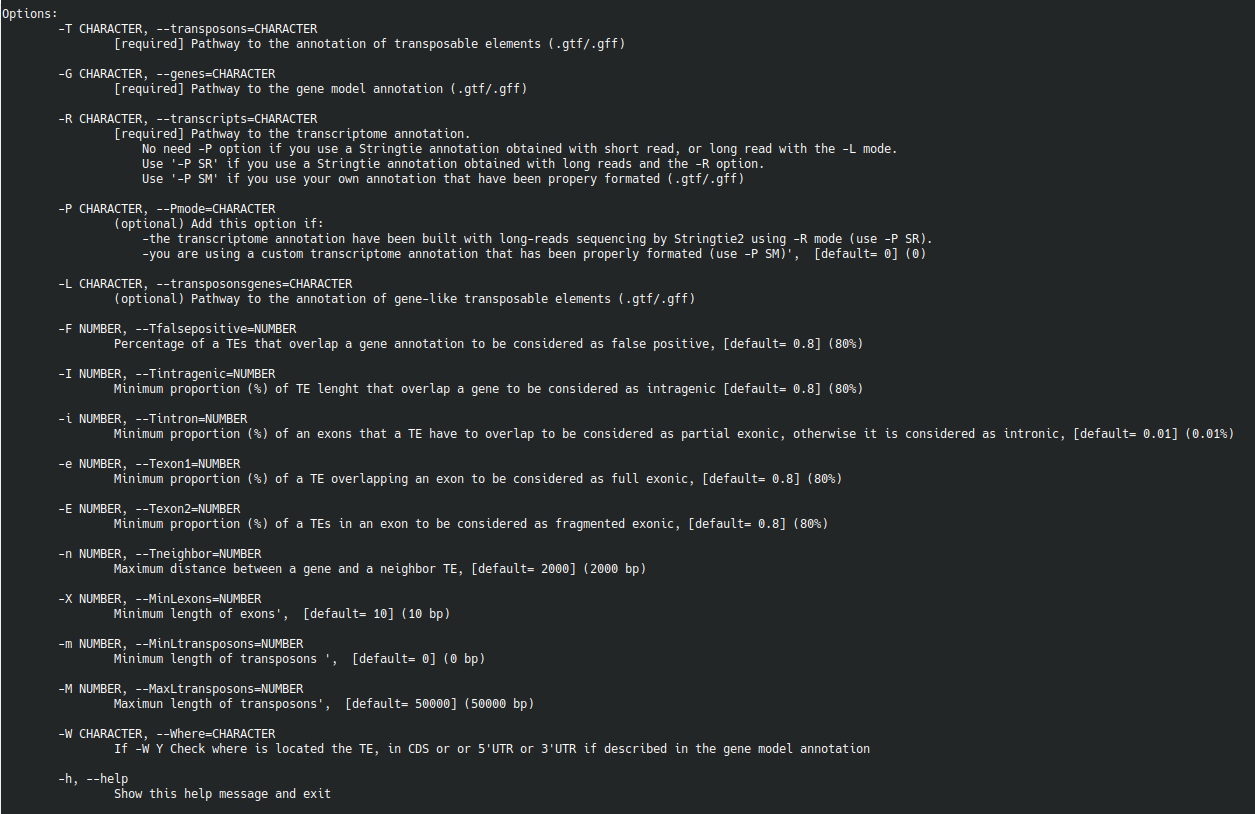 Options:
-T CHARACTER, --transposons=CHARACTER
[required] Pathway to the annotation of transposable elements (.gtf/.gff)
-G CHARACTER, --genes=CHARACTER
[required] Pathway to the gene model annotation (.gtf/.gff)
-R CHARACTER, --transcripts=CHARACTER
[required] Pathway to the transcriptome annotation.
No need -P option if you use a Stringtie annotation obtained with short read, or long read with the -L mode.
Use '-P SR' if you use a Stringtie annotation obtained with long reads and the -R option.
Use '-P SM' if you use your own annotation that have been propery formated (.gtf/.gff)
-P CHARACTER, --Pmode=CHARACTER
(optional) Add this option if:
-the transcriptome annotation have been built with long-reads sequencing by Stringtie2 using -R mode (use -P SR).
-you are using a custom transcriptome annotation that has been properly formated (use -P SM)',  [default= 0] (0)
-L CHARACTER, --transposonsgenes=CHARACTER
(optional) Pathway to the annotation of gene-like transposable elements (.gtf/.gff)
-F NUMBER, --Tfalsepositive=NUMBER
Percentage of a TEs that overlap a gene annotation to be considered as false positive, [default= 0.8] (80%)
-I NUMBER, --Tintragenic=NUMBER
Minimum proportion (%) of TE lenght that overlap a gene to be considered as intragenic [default= 0.8] (80%)
-i NUMBER, --Tintron=NUMBER
Minimum proportion (%) of an exons that a TE have to overlap to be considered as partial exonic, otherwise it is considered as intronic, [default= 0.01] (0.01%)
-e NUMBER, --Texon1=NUMBER
Minimum proportion (%) of a TE overlapping an exon to be considered as full exonic, [default= 0.8] (80%)
-E NUMBER, --Texon2=NUMBER
Minimum proportion (%) of a TEs in an exon to be considered as fragmented exonic, [default= 0.8] (80%)
-n NUMBER, --Tneighbor=NUMBER
Maximum distance between a gene and a neighbor TE, [default= 2000] (2000 bp)
-X NUMBER, --MinLexons=NUMBER
Minimum length of exons',  [default= 10] (10 bp)
-m NUMBER, --MinLtransposons=NUMBER
Minimum length of transposons ',  [default= 0] (0 bp)
-M NUMBER, --MaxLtransposons=NUMBER
Maximun length of transposons',  [default= 50000] (50000 bp)
-W CHARACTER, --Where=CHARACTER
If -W Y Check where is located the TE, in CDS or or 5'UTR or 3'UTR if described in the gene model annotation
-h, --help
Show this help message and exit